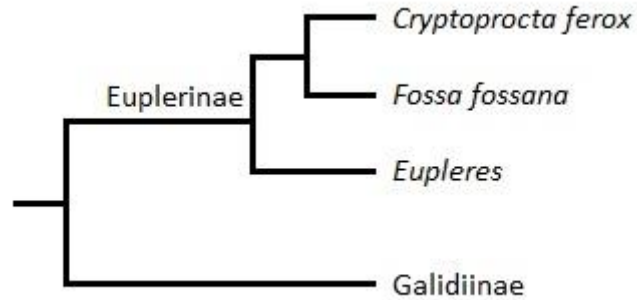 Cryptoprocta ferox
Euplerinae
Fossa fossana
Eupleres
Galidiinae